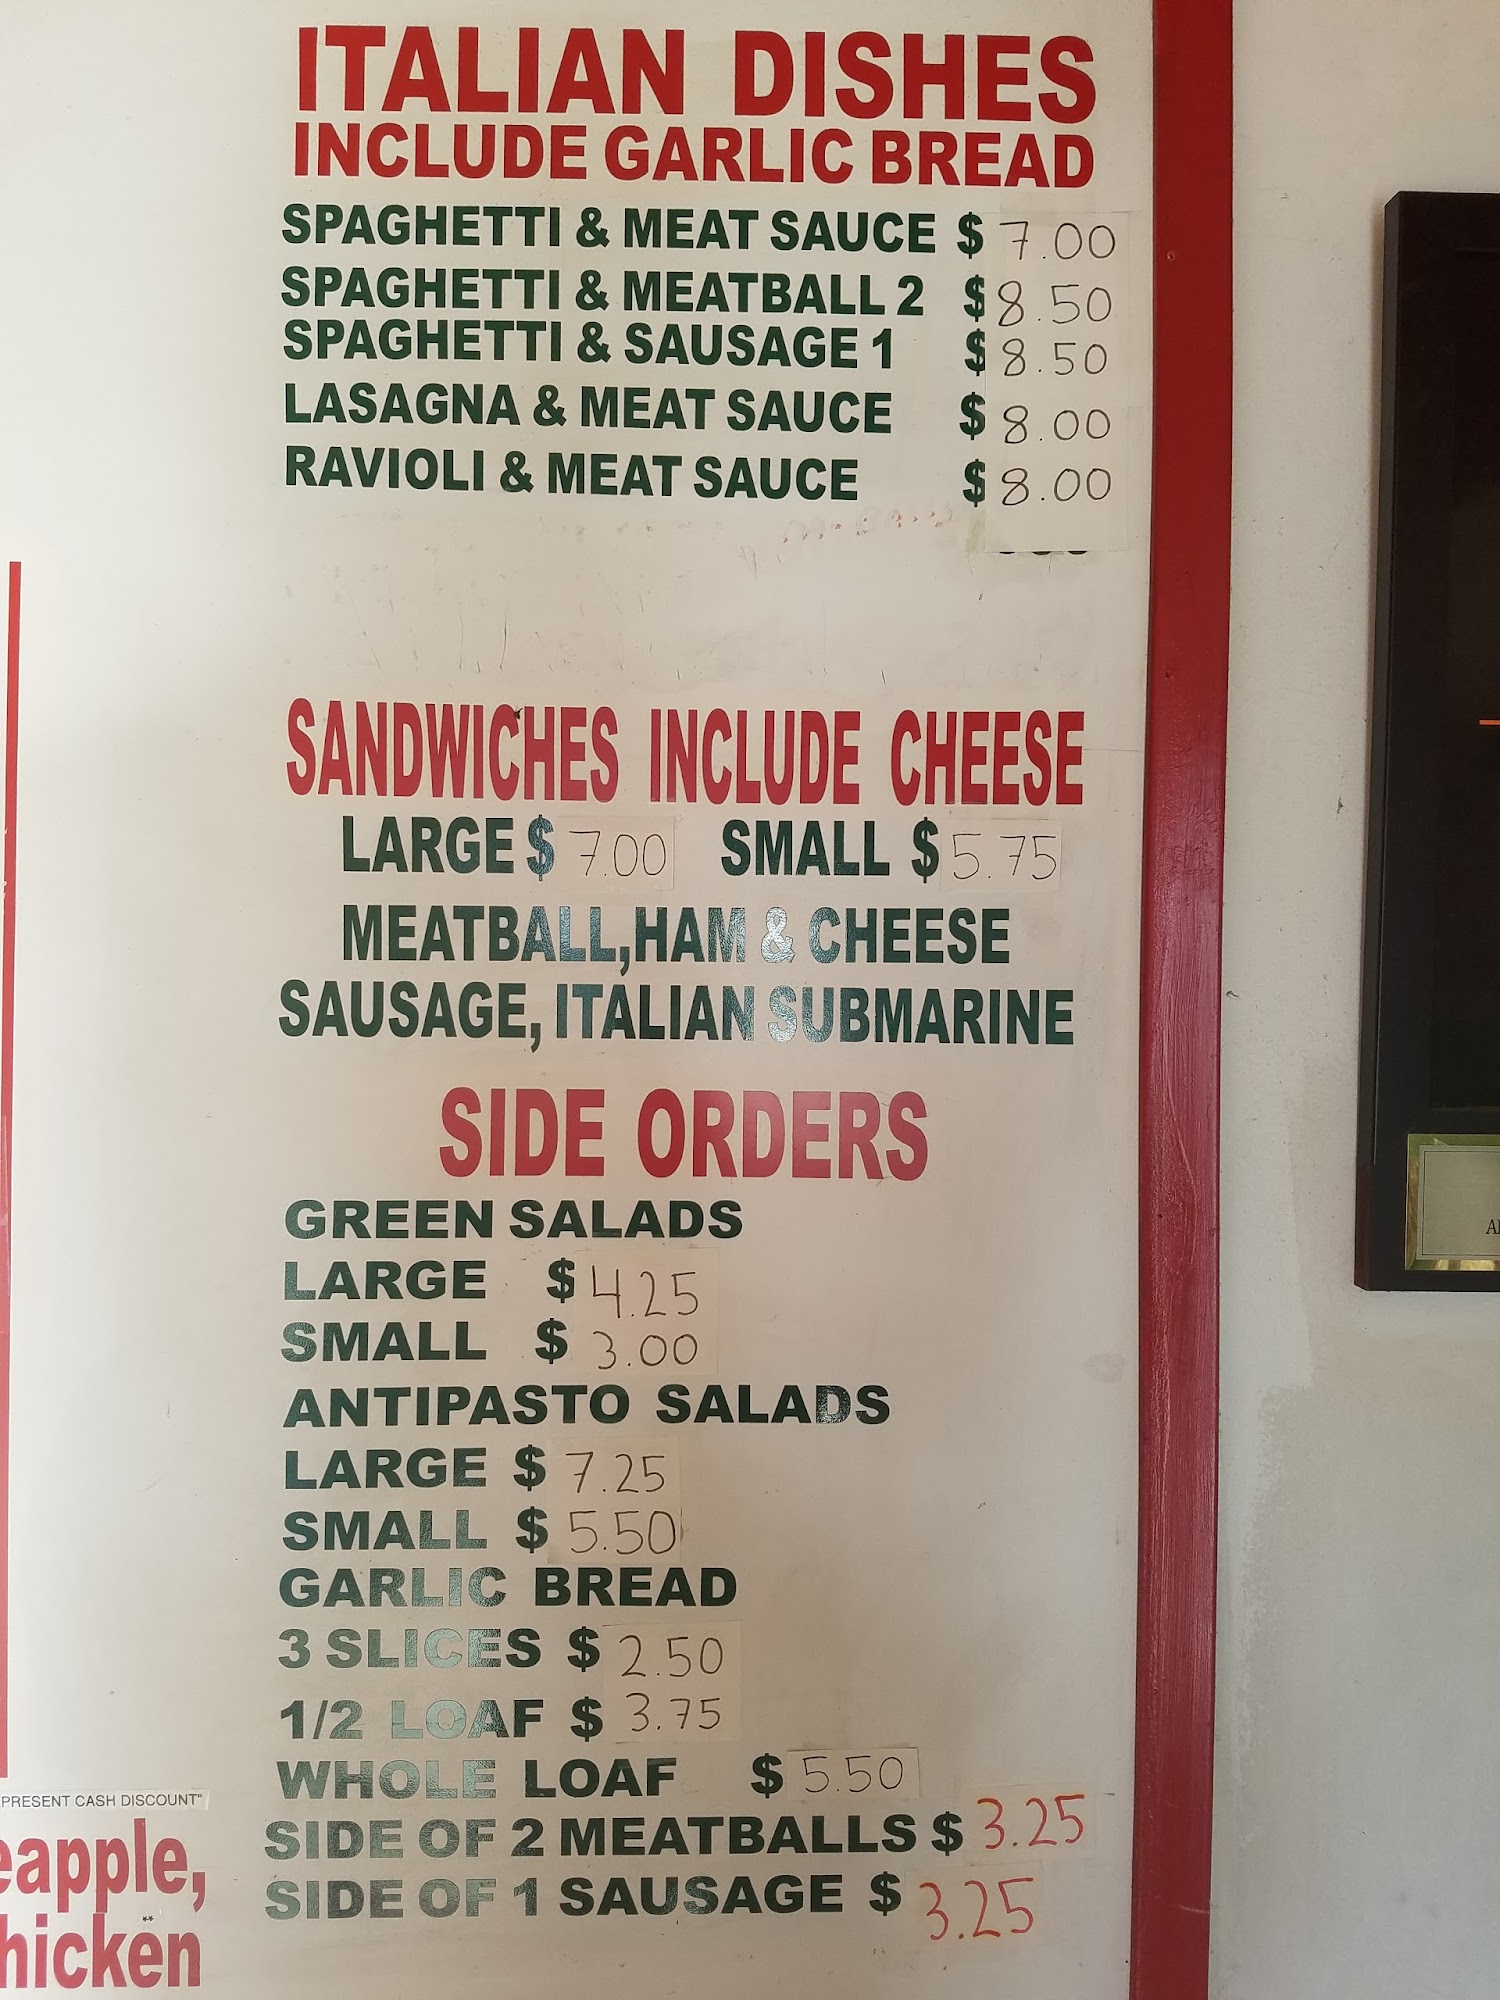 ITALIAN DISHES
INCLUDE GARLIC BREAD
SPAGHETTI & MEAT SAUCE $ 7.00
SPAGHETTI & MEATBALL 2 $ 8.50
SPAGHETTI & SAUSAGE 1 $ 8.50
LASAGNA & MEAT SAUCE $ 8.00
RAVIOLI & MEAT SAUCE $ 8.00
SANDWICHES INCLUDE CHEESE
LARGE $ 7.00 SMALL $ 5.75
MEATBALL, HAM & CHEESE
SAUSAGE, ITALIAN SUBMARINE
SIDE ORDERS
GREEN SALADS
LARGE $ 4.25
SMALL $ 3.00
ANTIPASTO SALADS
LARGE $ 7.25
SMALL $ 5.50
GARLIC BREAD
3 SLICES $ 2.50
1/2 LOAF $ 3.75
WHOLE LOAF $ 5.50
SIDE OF 2 MEATBALLS $ 3.25
SIDE OF 1 SAUSAGE $ 3.25
PRESENT CASH DISCOUNT"
eapple,
**
hicken